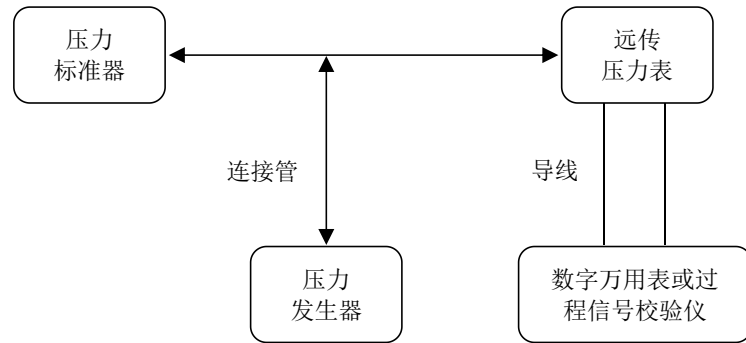 压力
标准器
远传
压力表
连接管
导线
压力
发生器
数字万用表或过
程信号校验仪